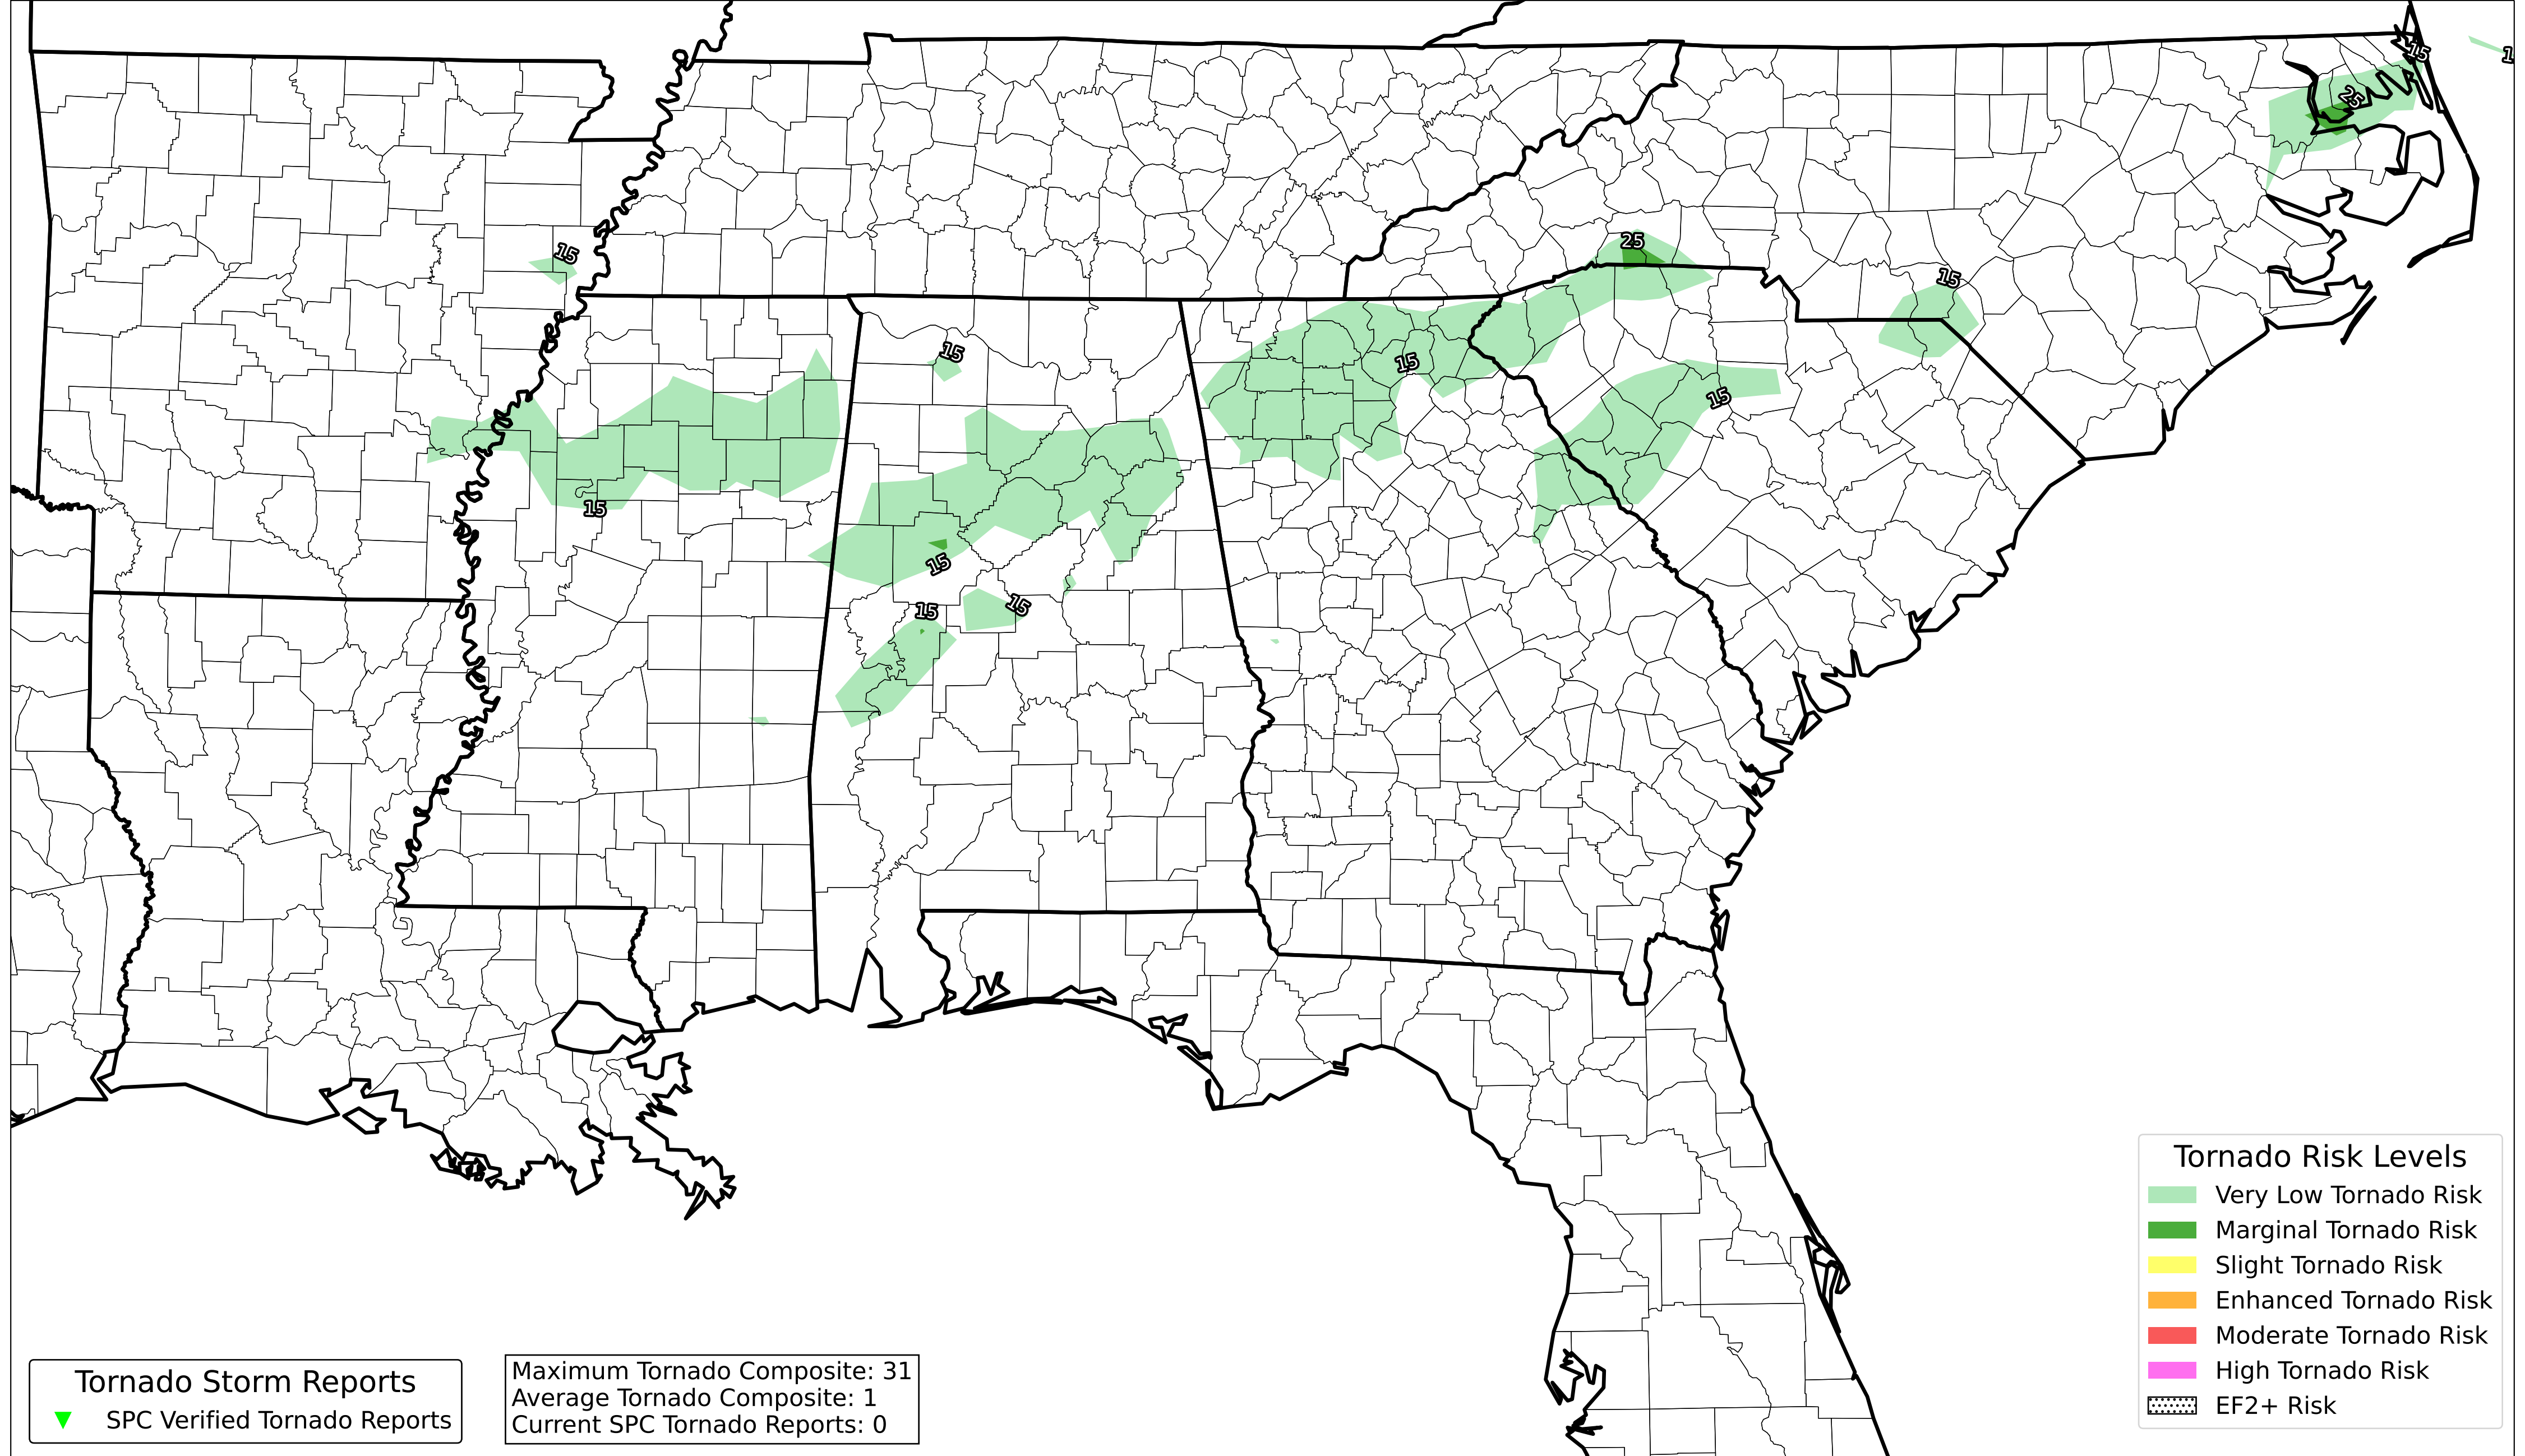 15
1
25
25
15
15
15
15
15
15
15
15
15
Tornado Risk Levels
Very Low Tornado Risk
Marginal Tornado Risk
Slight Tornado Risk
Enhanced Tornado Risk
Moderate Tornado Risk
High Tornado Risk
EF2+ Risk
Tornado Storm Reports
SPC Verified Tornado Reports
Maximum Tornado Composite: 31
Average Tornado Composite: 1
Current SPC Tornado Reports: 0